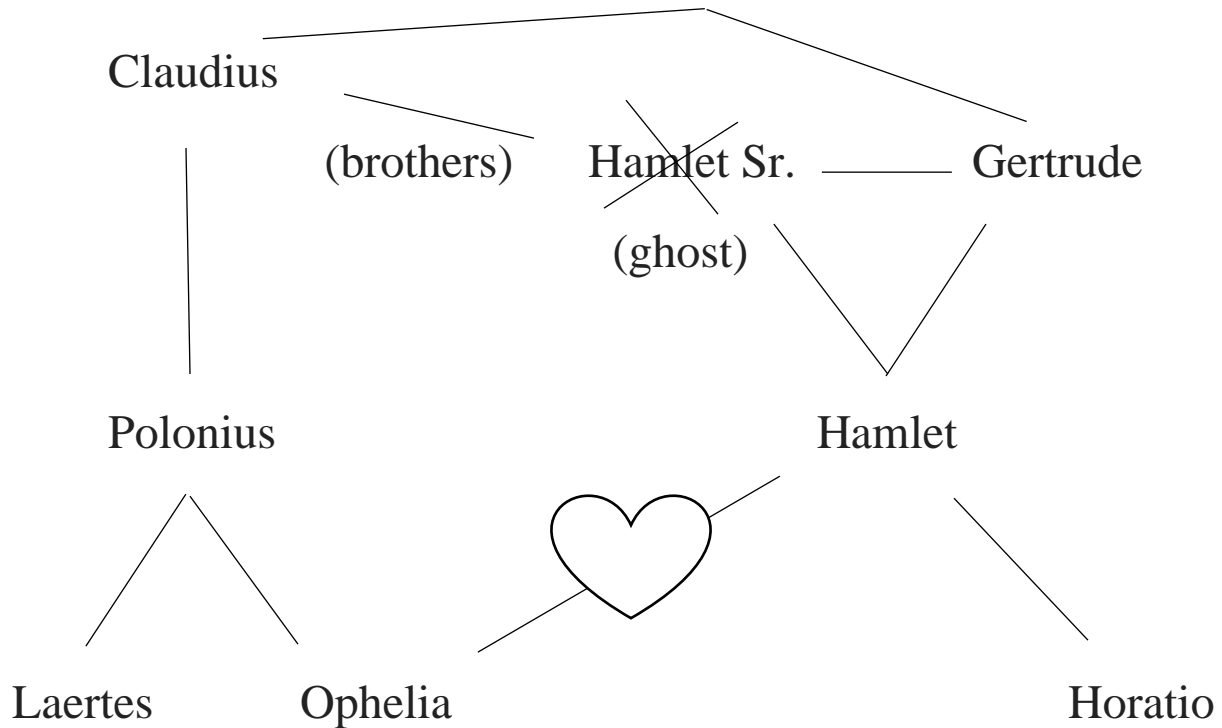 Claudius
(brothers) Hamlet Sr. Gertrude
(ghost)
Polonius Hamlet
Laertes Ophelia Horatio